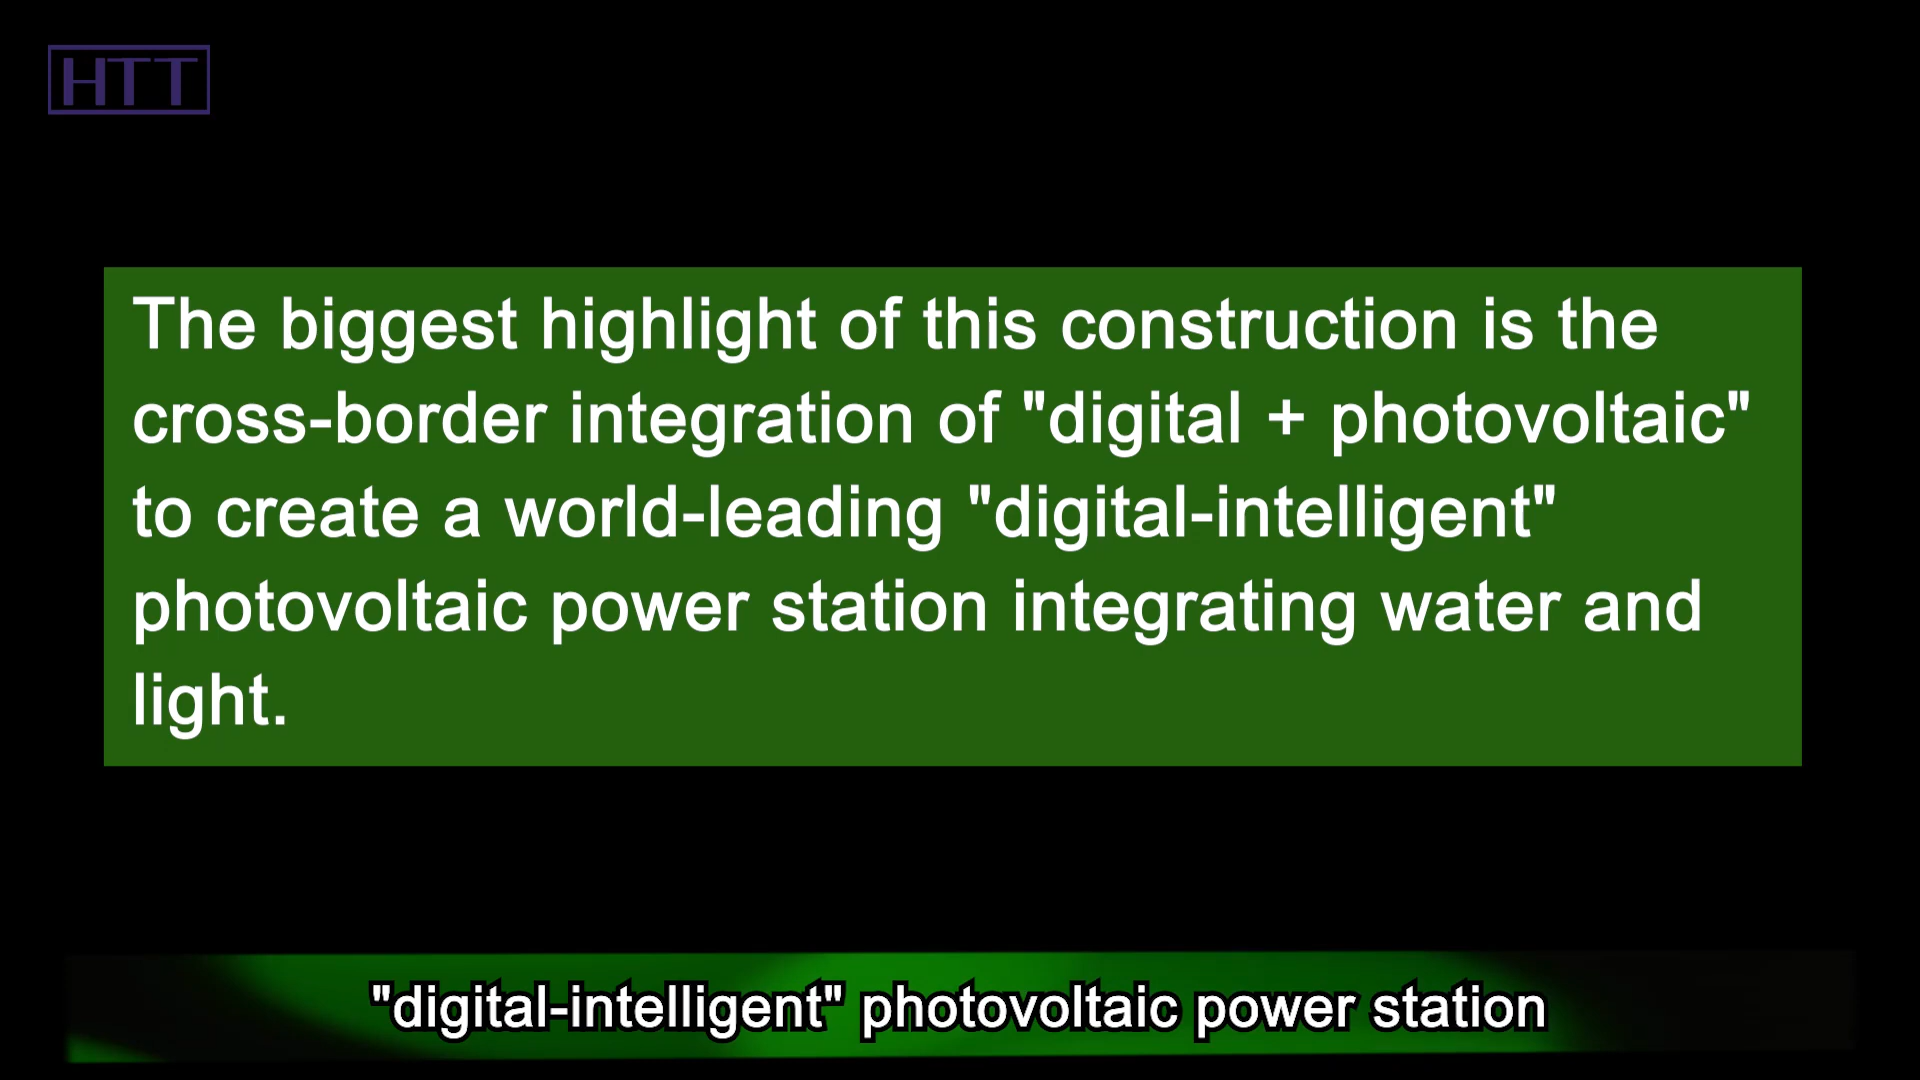 HTT
The biggest highlight of this construction is the
cross-border integration of "digital + photovoltaic"
to create a world-leading "digital-intelligent"
photovoltaic power station integrating water and
light.
"digital-intelligent" photovoltaic power station